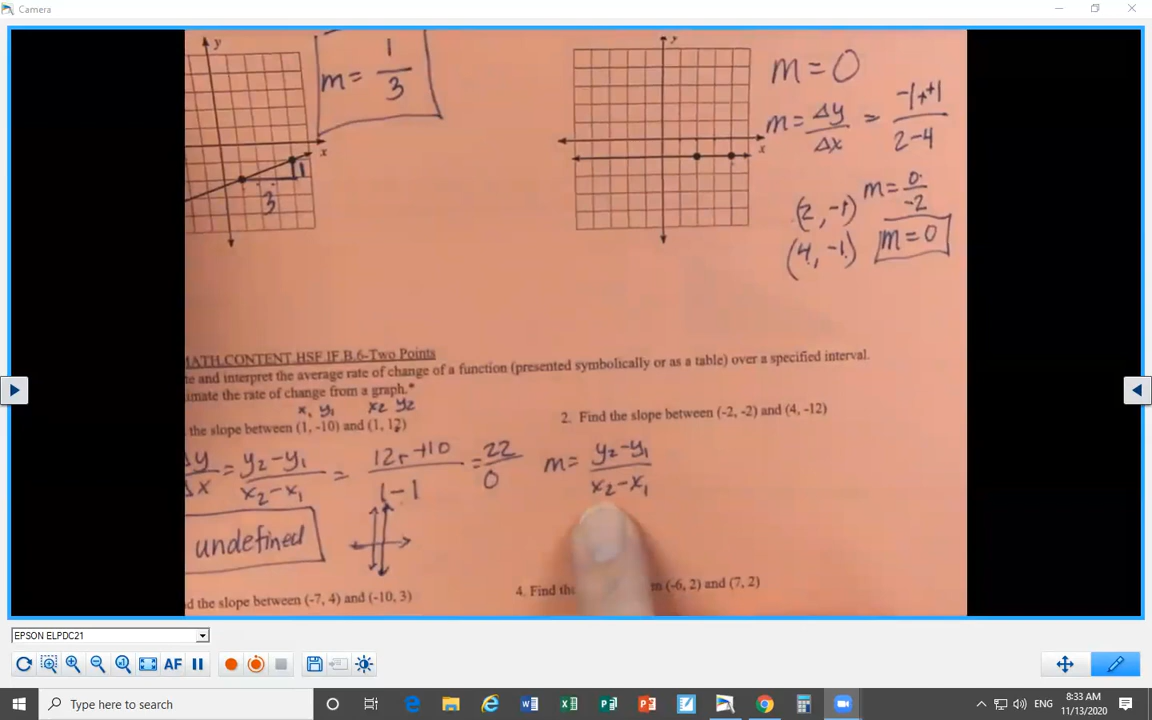 Camera
y
m = 1/3
x
1
3
y
x
m = 0
m = Δy/Δx = -1++1/2-4
(2, -1)
(4, -1)
m = 0/-2
m = 0
MATH.CONTENT.HSF.IF.B.6-Two Points
te and interpret the average rate of change of a function (presented symbolically or as a table) over a specified interval.
imate the rate of change from a graph.*
x, y₁ x₂ y₂
the slope between (1, -10) and (1, 12)
2. Find the slope between (-2, -2) and (4, -12)
Δy/Δx = y₂-y₁/x₂-x₁ = 12++10/1-1 = 22/0
m = y₂-y₁/x₂-x₁
undefined
d the slope between (-7, 4) and (-10, 3)
4. Find the n (-6, 2) and (7, 2)
EPSON ELPDC21
AF
Type here to search
ENG
8:33 AM
11/13/2020